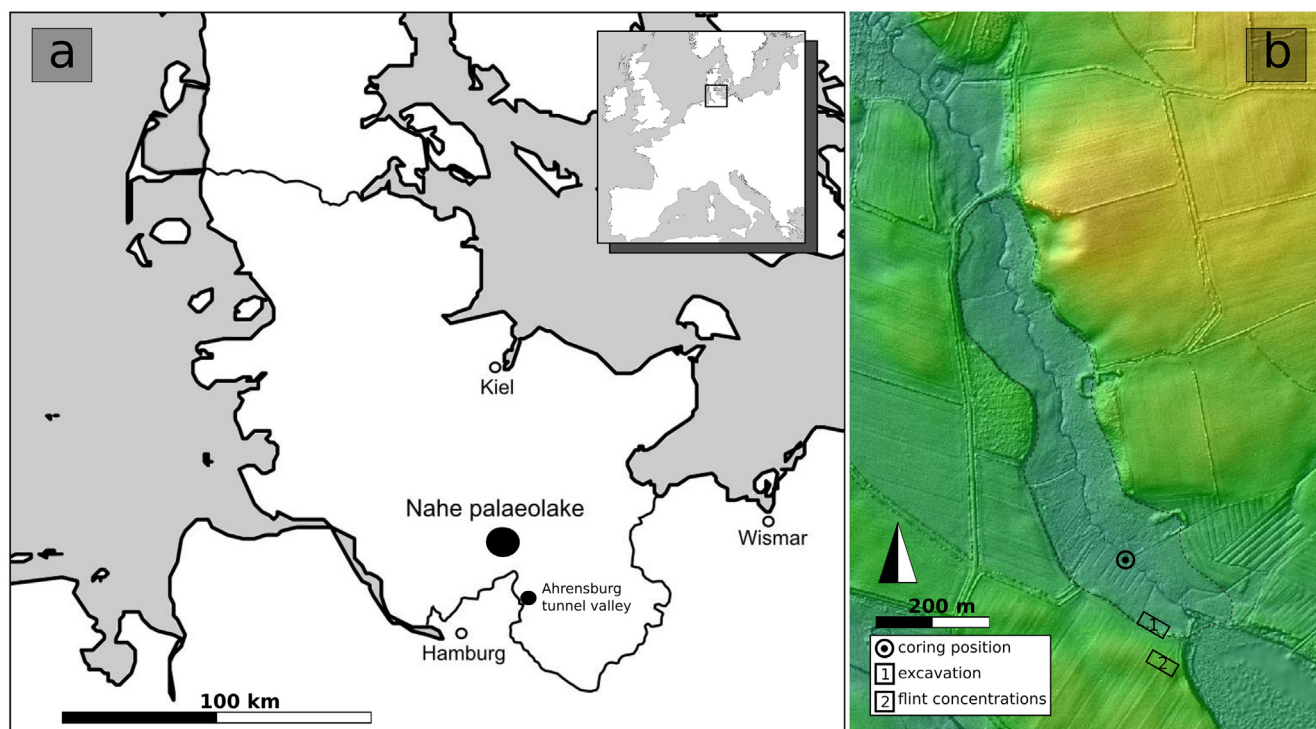 a
Kiel
Nahe palaeolake
Wismar
Ahrensburg
tunnel valley
Hamburg
100 km
b
1
2
200 m
coring position
1 excavation
2 flint concentrations